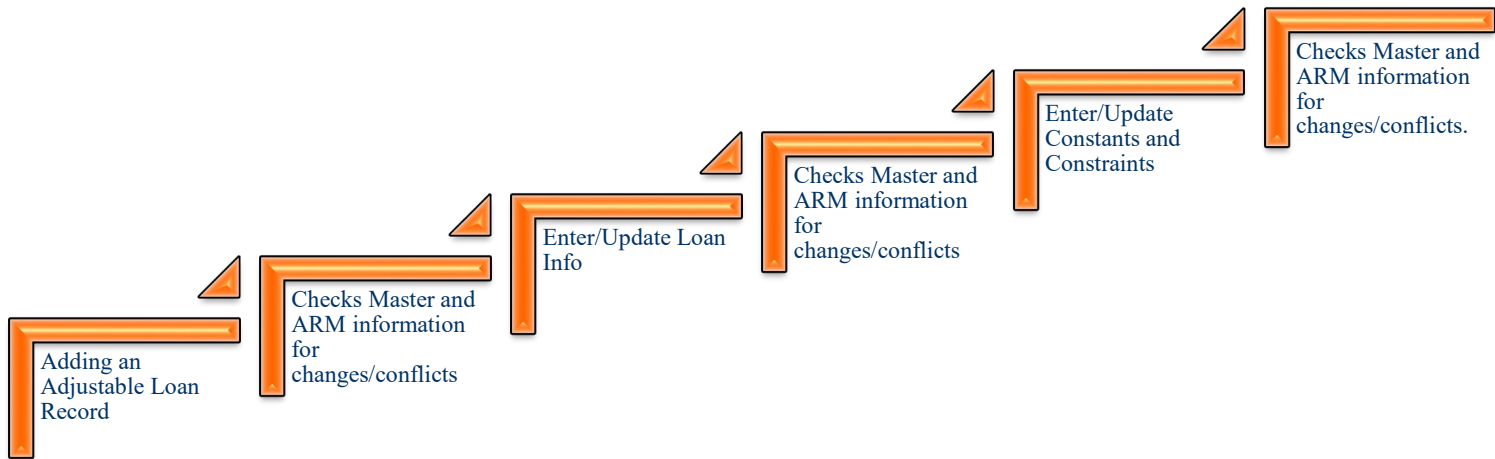 Adding an
Adjustable Loan
Record
Checks Master and
ARM information
for
changes/conflicts
Enter/Update Loan
Info
Checks Master and
ARM information
for
changes/conflicts
Enter/Update
Constants and
Constraints
Checks Master and
ARM information
for
changes/conflicts.